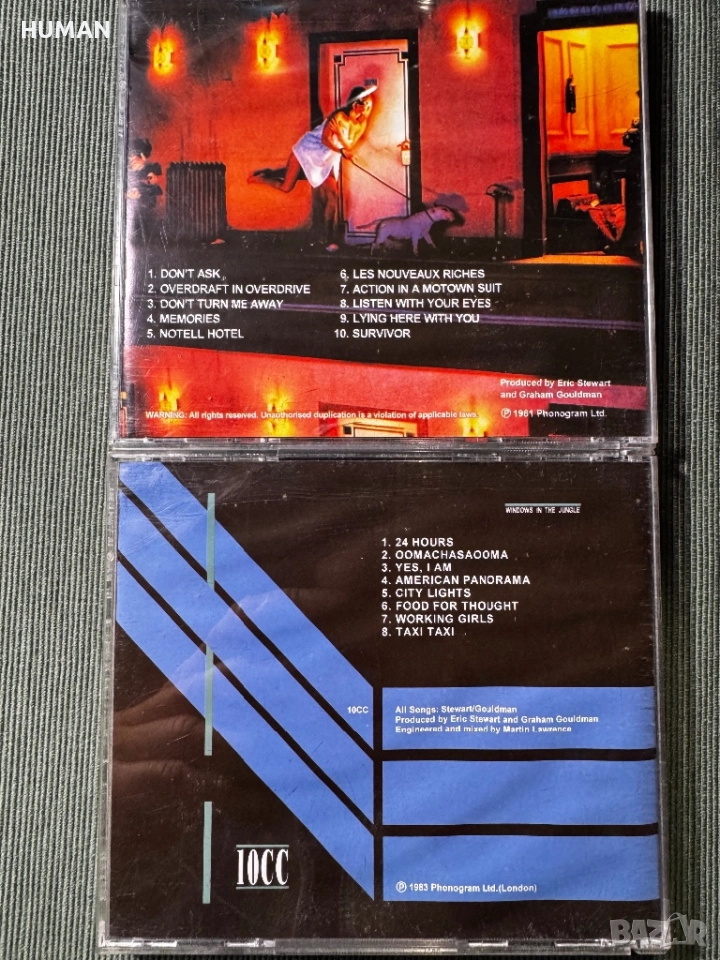 HUMAN
1. DON'T ASK
2. OVERDRAFT IN OVERDRIVE
3. DON'T TURN ME AWAY
4. MEMORIES
5. NOTELL HOTEL
6. LES NOUVEAUX RICHES
7. ACTION IN A MOTOWN SUIT
8. LISTEN WITH YOUR EYES
9. LYING HERE WITH YOU
10. SURVIVOR
Produced by Eric Stewart
and Graham Gouldman
WARNING: All rights reserved. Unauthorised duplication is a violation of applicable laws.
Ⓟ 1981 Phonogram Ltd.
WINDOWS IN THE JUNGLE
1. 24 HOURS
2. OOMACHASAOOMA
3. YES, I AM
4. AMERICAN PANORAMA
5. CITY LIGHTS
6. FOOD FOR THOUGHT
7. WORKING GIRLS
8. TAXI TAXI
10CC
All Songs: Stewart/Gouldman
Produced by Eric Stewart and Graham Gouldman
Engineered and mixed by Martin Lawrence
10CC
Ⓟ 1983 Phonogram Ltd.(London)
BAZAR